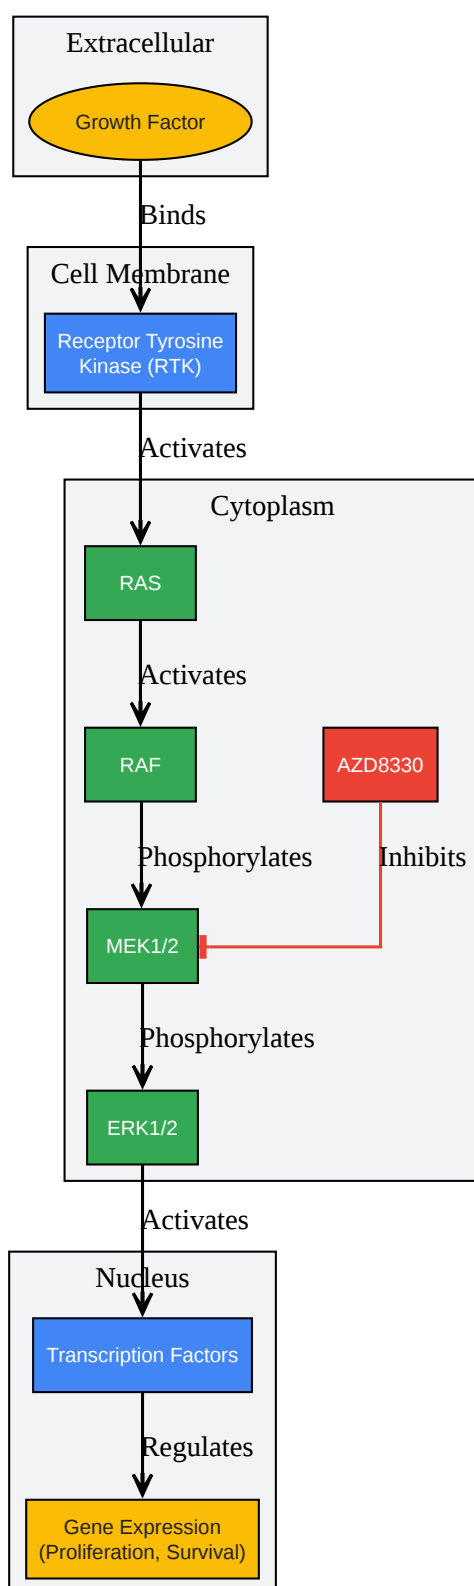 Extracellular
Growth Factor
Binds
Cell Membrane
Receptor Tyrosine
Kinase (RTK)
Activates
Cytoplasm
RAS
Activates
RAF
AZD8330
Phosphorylates
Inhibits
MEK1/2
Phosphorylates
ERK1/2
Activates
Nucleus
Transcription Factors
Regulates
Gene Expression
(Proliferation, Survival)